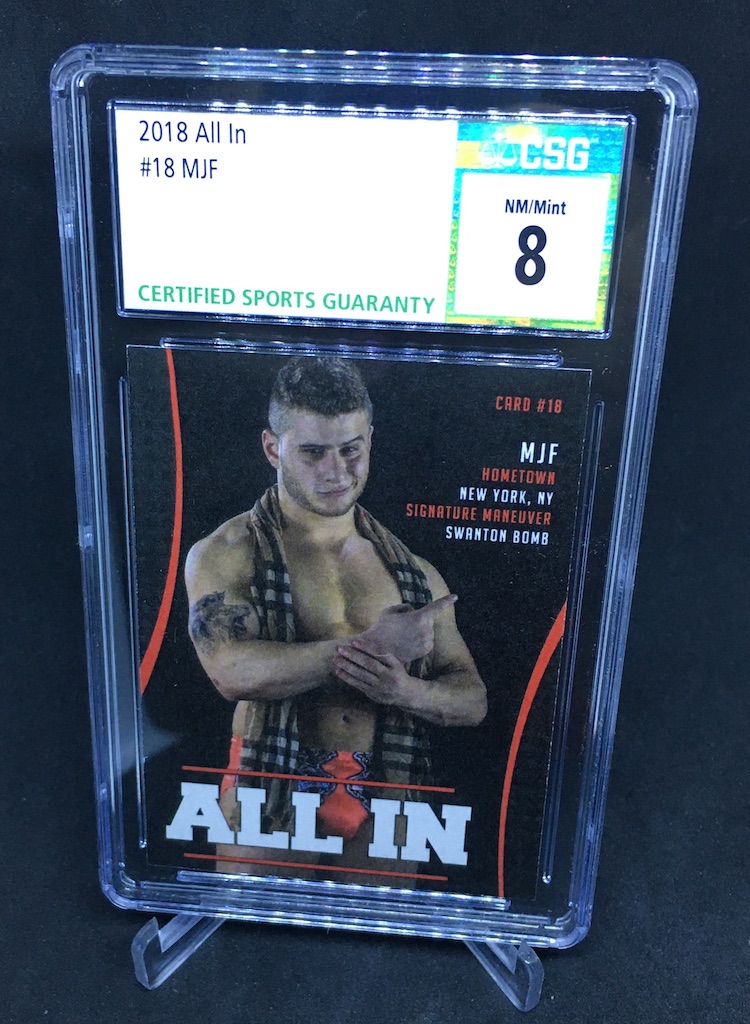 2018 All In
#18 MJF
CERTIFIED SPORTS GUARANTY
CSG
NM/Mint
8
CARD #18
MJF
HOMETOWN
NEW YORK, NY
SIGNATURE MANEUVER
SWANTON BOMB
ALL IN